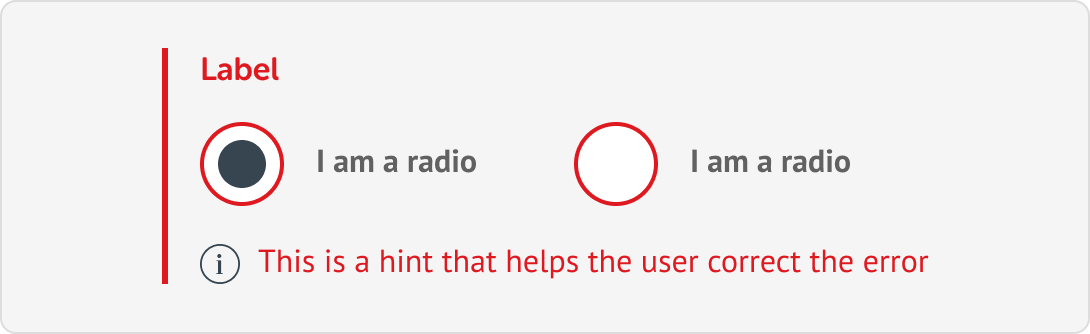 Label
I am a radio I am a radio
i This is a hint that helps the user correct the error